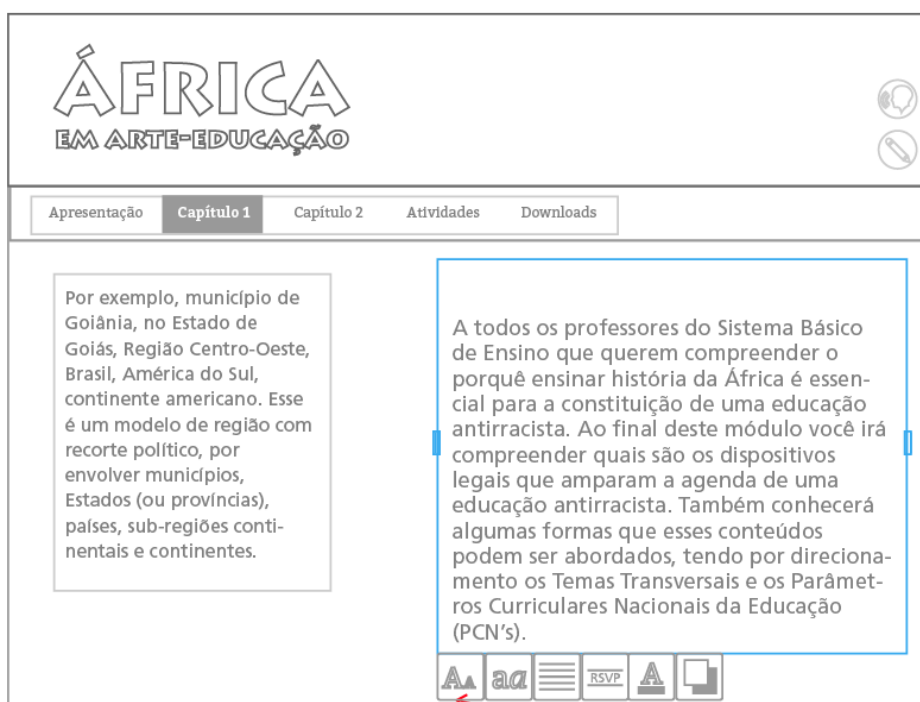 ÁFRICA
EM ARTE-EDUCAÇÃO
Apresentação Capítulo 1 Capítulo 2 Atividades Downloads
Por exemplo, município de
Goiânia, no Estado de
Goiás, Região Centro-Oeste,
Brasil, América do Sul,
continente americano. Esse
é um modelo de região com
recorte político, por
envolver municípios,
Estados (ou províncias),
países, sub-regiões conti-
nentais e continentes.
A todos os professores do Sistema Básico
de Ensino que querem compreender o
porquê ensinar história da África é essen-
cial para a constituição de uma educação
antirracista. Ao final deste módulo você irá
compreender quais são os dispositivos
legais que amparam a agenda de uma
educação antirracista. Também conhecerá
algumas formas que esses conteúdos
podem ser abordados, tendo por direciona-
mento os Temas Transversais e os Parâmet-
ros Curriculares Nacionais da Educação
(PCN's).
AA aa RSVP A